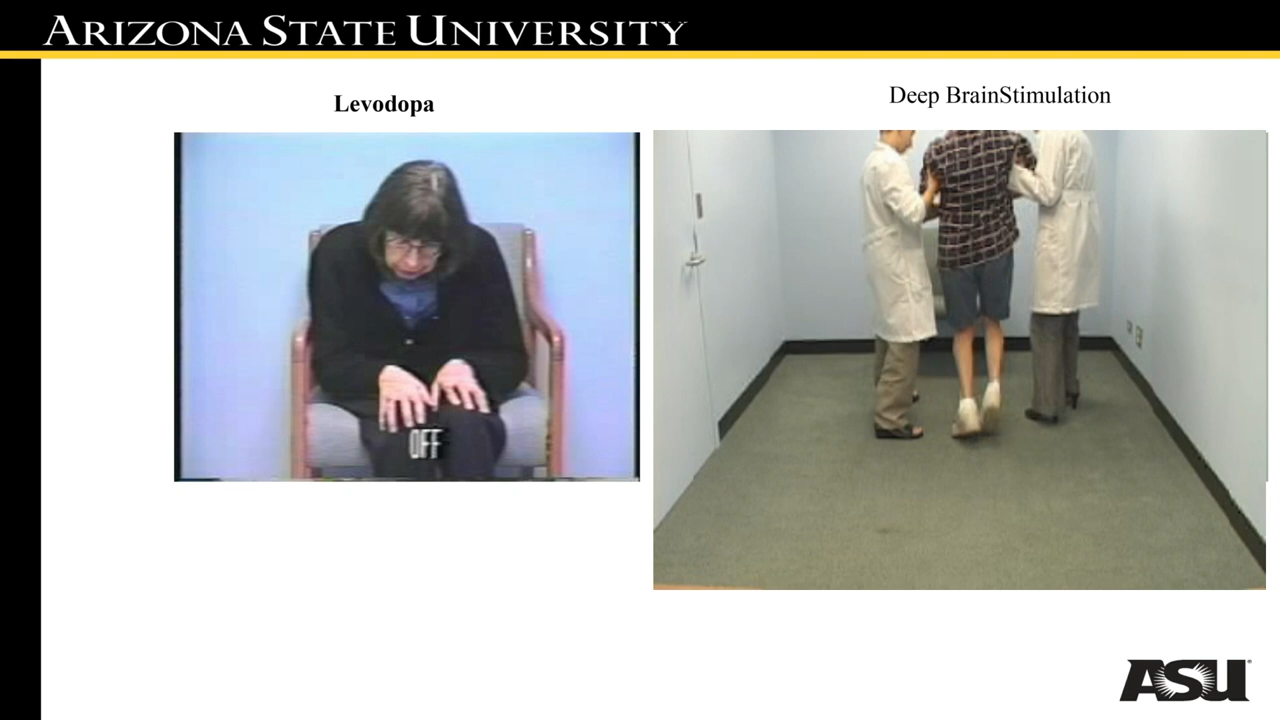 ARIZONA STATE UNIVERSITY
Levodopa
Deep BrainStimulation
OFF
ASU